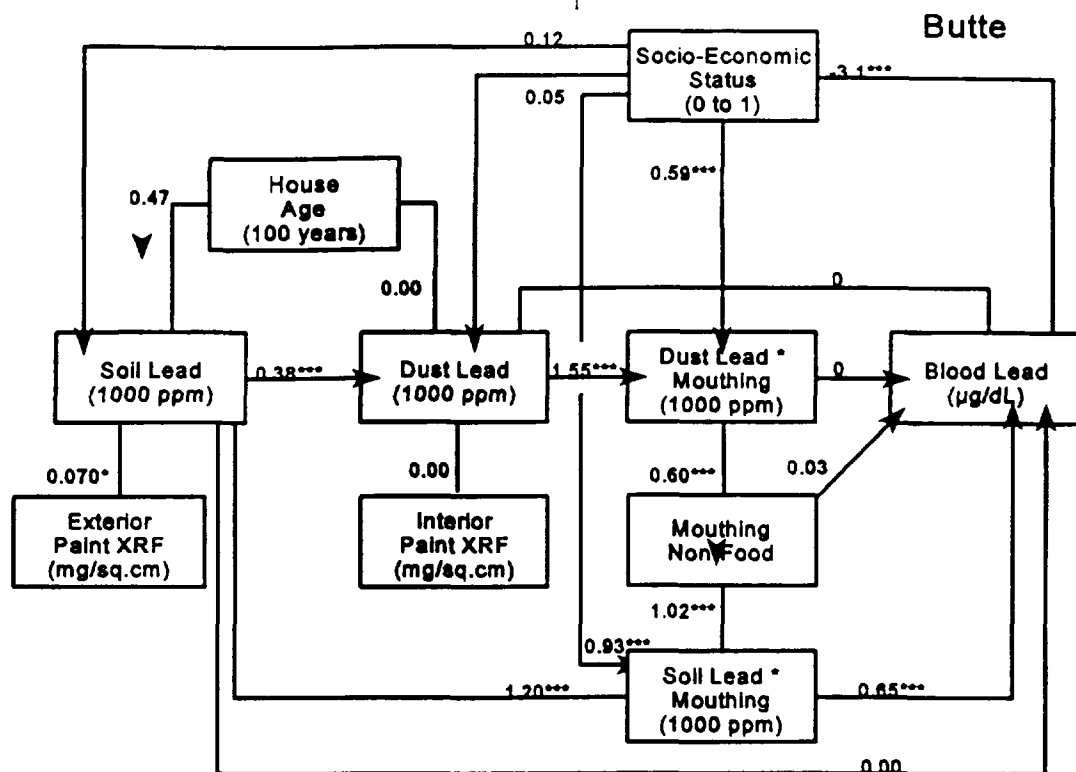 Butte
0.12
Socio-Economic
Status
(0 to 1)
-3.1***
0.05
0.59***
0.47
House
Age
(100 years)
0.00
0
Soil Lead
(1000 ppm)
0.38***
Dust Lead
(1000 ppm)
1.55***
Dust Lead *
Mouthing
(1000 ppm)
0
Blood Lead
(µg/dL)
0.070*
0.00
0.60***
0.03
Exterior
Paint XRF
(mg/sq.cm)
Interior
Paint XRF
(mg/sq.cm)
Mouthing
Non Food
1.02***
0.93***
1.20***
Soil Lead *
Mouthing
(1000 ppm)
0.65***
0.00